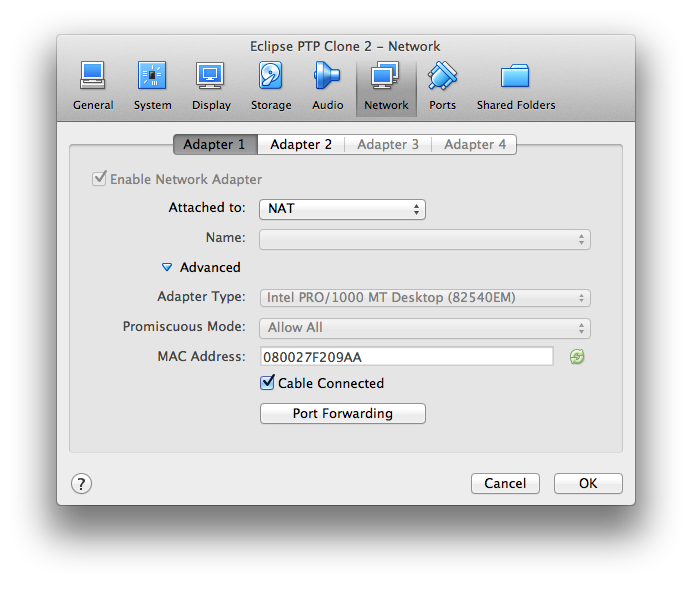 Eclipse PTP Clone 2 – Network
General System Display Storage Audio Network Ports Shared Folders
Adapter 1 Adapter 2 Adapter 3 Adapter 4
Enable Network Adapter
Attached to: NAT
Name:
Advanced
Adapter Type: Intel PRO/1000 MT Desktop (82540EM)
Promiscuous Mode: Allow All
MAC Address: 080027F209AA
Cable Connected
Port Forwarding
? Cancel OK